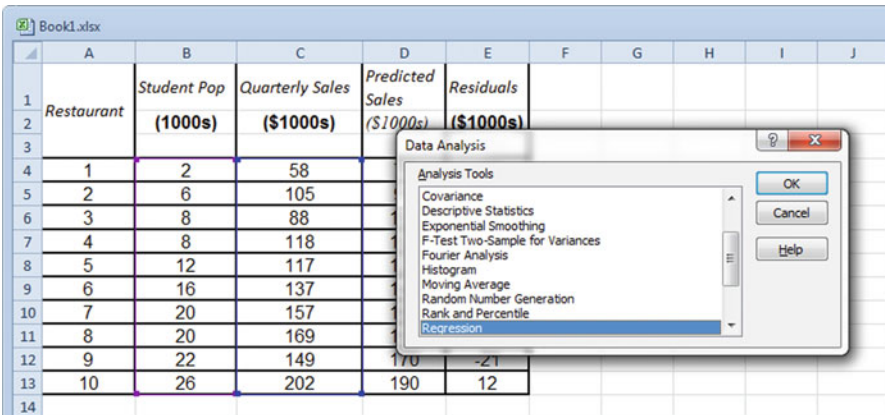 Book1.xlsx
A B C D E F G H I J
1 Restaurant Student Pop Quarterly Sales Predicted Sales Residuals
2 (1000s) ($1000s) ($1000s) ($1000s)
3
Data Analysis
Analysis Tools
Covariance
Descriptive Statistics
Exponential Smoothing
F-Test Two-Sample for Variances
Fourier Analysis
Histogram
Moving Average
Random Number Generation
Rank and Percentile
Regression
OK
Cancel
Help
4 1 2 58
5 2 6 105
6 3 8 88
7 4 8 118
8 5 12 117
9 6 16 137
10 7 20 157
11 8 20 169
12 9 22 149 170 -21
13 10 26 202 190 12
14